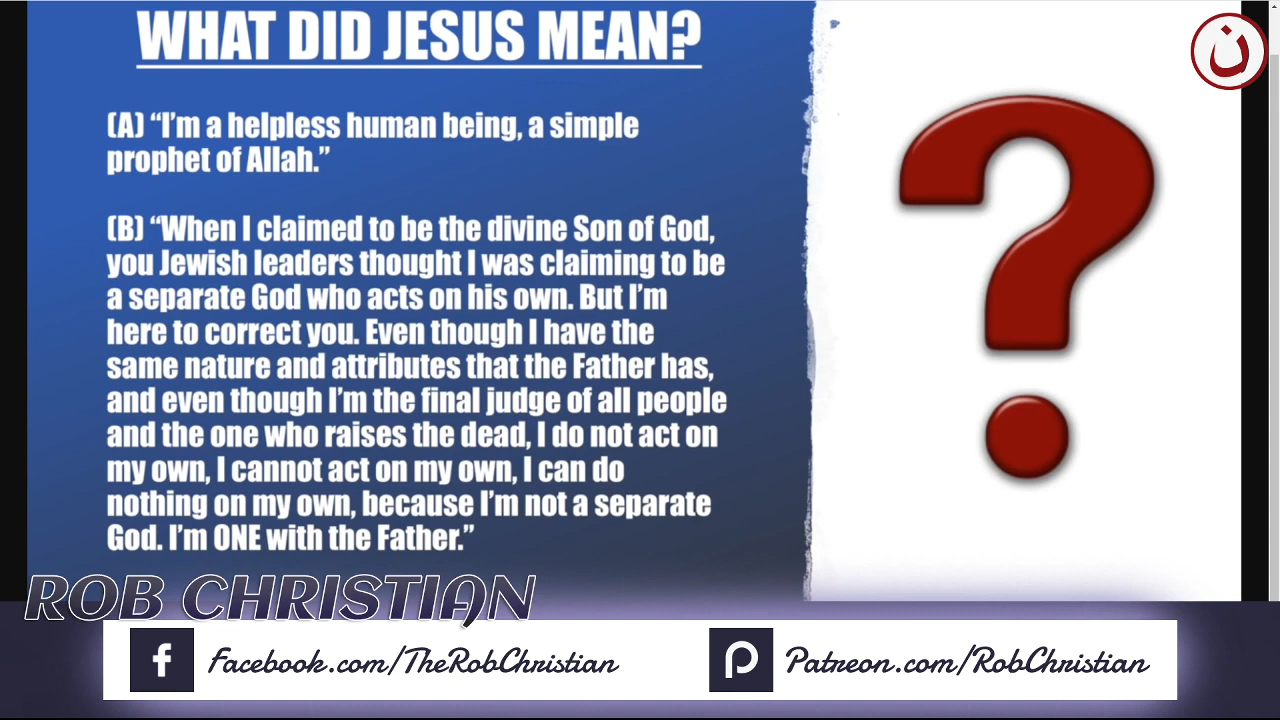 WHAT DID JESUS MEAN?
(A) “I’m a helpless human being, a simple
prophet of Allah.”
(B) “When I claimed to be the divine Son of God,
you Jewish leaders thought I was claiming to be
a separate God who acts on his own. But I’m
here to correct you. Even though I have the
same nature and attributes that the Father has,
and even though I’m the final judge of all people
and the one who raises the dead, I do not act on
my own, I cannot act on my own, I can do
nothing on my own, because I’m not a separate
God. I’m ONE with the Father.”
?
ن
ROB CHRISTIAN
Facebook.com/TheRobChristian
Patreon.com/RobChristian